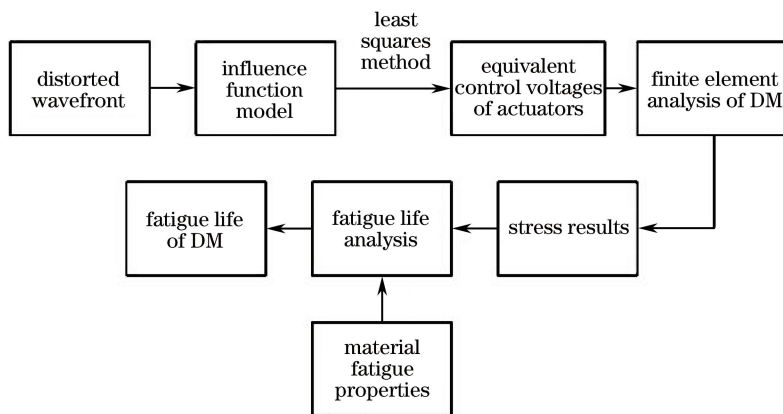 distorted
wavefront
influence
function
model
least
squares
method
equivalent
control voltages
of actuators
finite element
analysis of DM
stress results
fatigue life
analysis
fatigue life
of DM
material
fatigue
properties